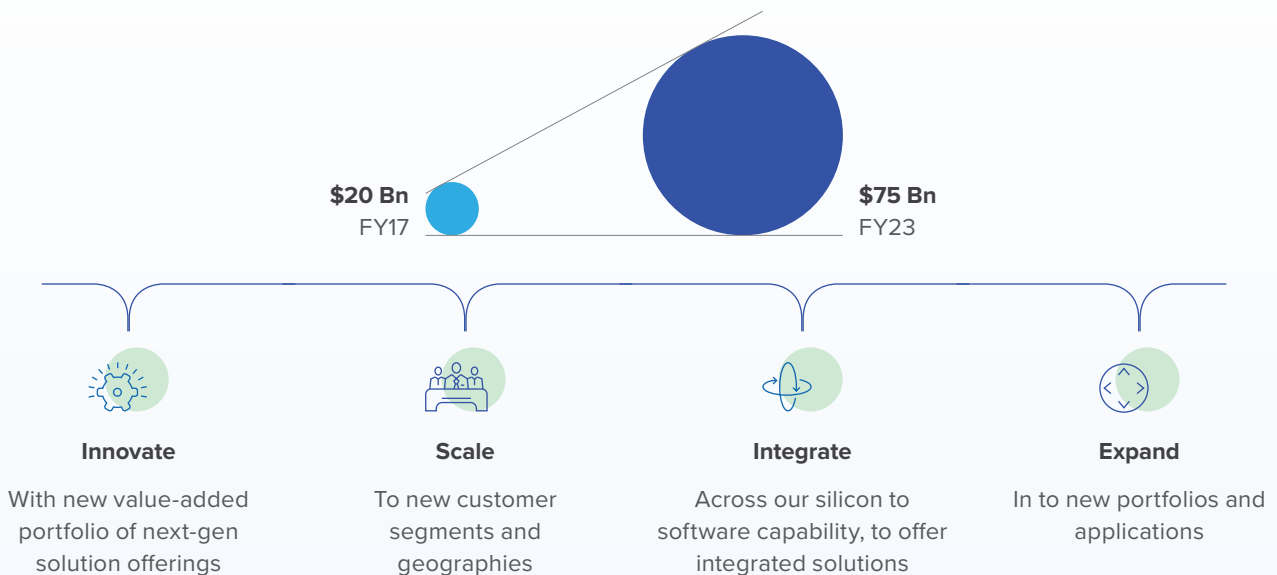 $20 Bn
FY17
$75 Bn
FY23
Innovate
With new value-added
portfolio of next-gen
solution offerings
Scale
To new customer
segments and
geographies
Integrate
Across our silicon to
software capability, to offer
integrated solutions
Expand
In to new portfolios and
applications